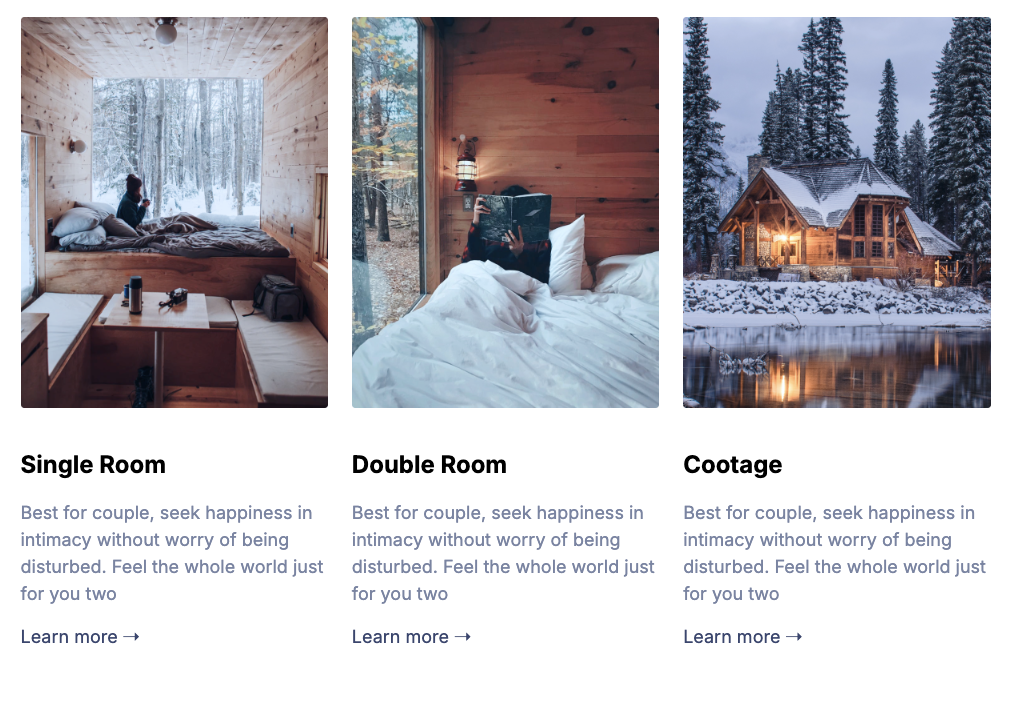 Single Room
Best for couple, seek happiness in
intimacy without worry of being
disturbed. Feel the whole world just
for you two
Learn more →
Double Room
Best for couple, seek happiness in
intimacy without worry of being
disturbed. Feel the whole world just
for you two
Learn more →
Cootage
Best for couple, seek happiness in
intimacy without worry of being
disturbed. Feel the whole world just
for you two
Learn more →